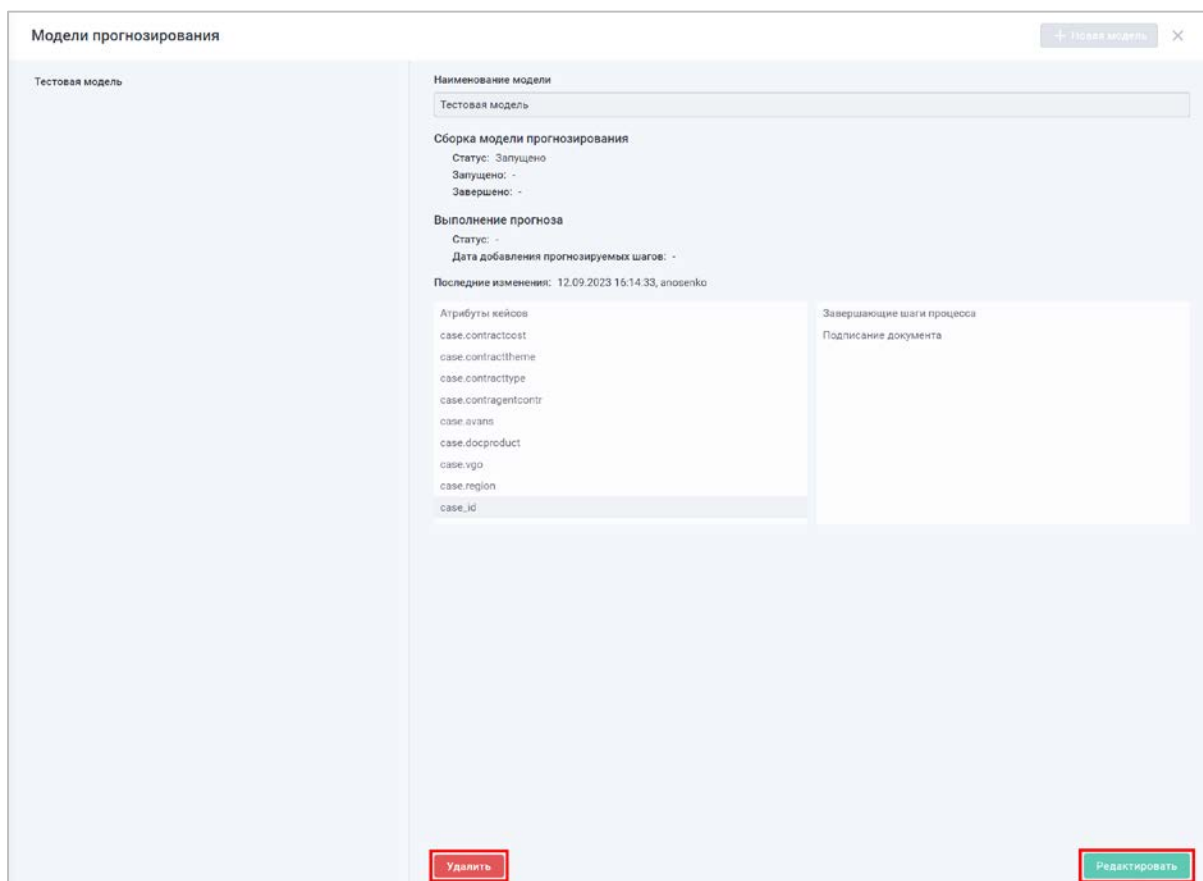 Модели прогнозирования
+ Новая модель
Тестовая модель
Наименование модели
Тестовая модель
Сборка модели прогнозирования
Статус: Запущено
Запущено: -
Завершено: -
Выполнение прогноза
Статус: -
Дата добавления прогнозируемых шагов: -
Последние изменения: 12.09.2023 16:14:33, anosenko
Атрибуты кейсов
case.contractcost
case.contracttheme
case.contracttype
case.contragentcontr
case.avans
case.docproduct
case.vgo
case.region
case_id
Завершающие шаги процесса
Подписание документа
Удалить
Редактировать